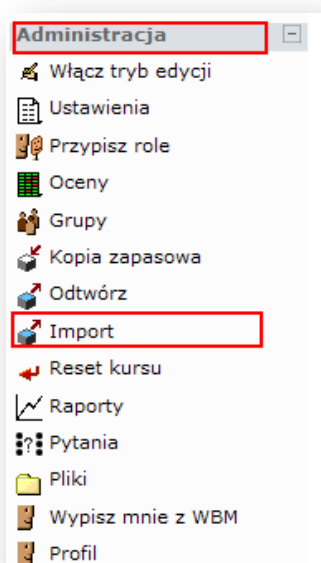 Administracja
Włącz tryb edycji
Ustawienia
Przypisz role
Oceny
Grupy
Kopia zapasowa
Odtwórz
Import
Reset kursu
Raporty
Pytania
Pliki
Wypisz mnie z WBM
Profil